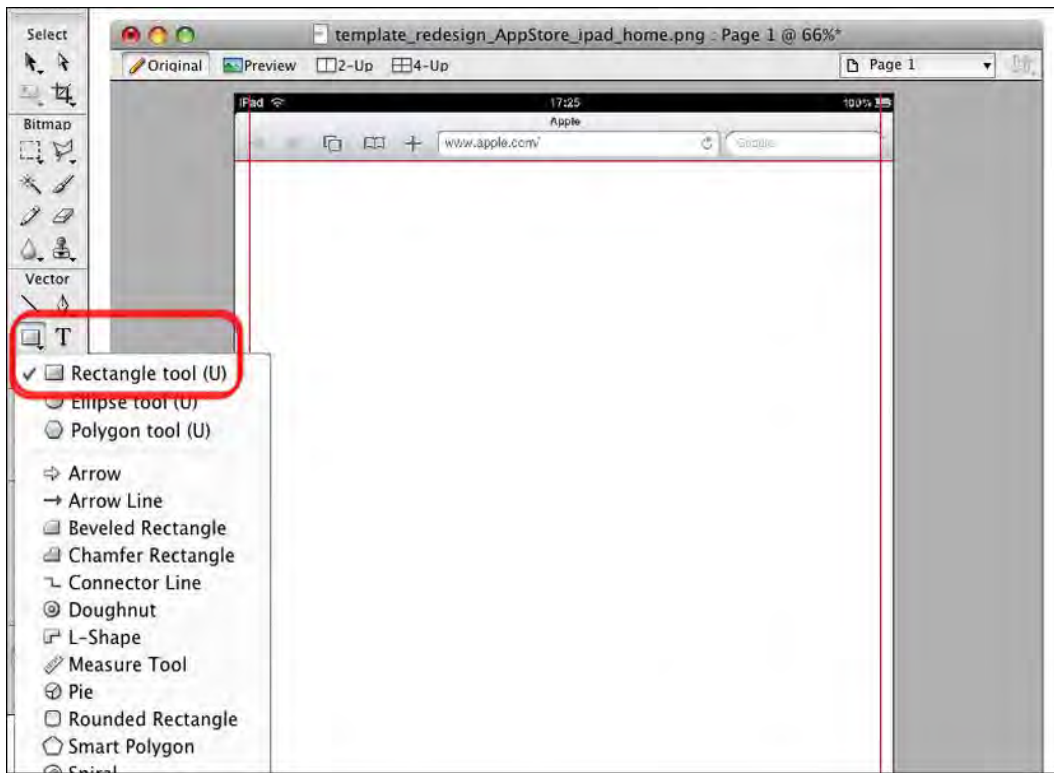 Select
template_redesign_AppStore_ipad_home.png : Page 1 @ 66%*
Original Preview 2-Up 4-Up Page 1
iPad 17:25 100%
Bitmap
Apple
www.apple.com/ Google
Vector
T
Rectangle tool (U)
Ellipse tool (U)
Polygon tool (U)
Arrow
Arrow Line
Beveled Rectangle
Chamfer Rectangle
Connector Line
Doughnut
L-Shape
Measure Tool
Pie
Rounded Rectangle
Smart Polygon
Spiral